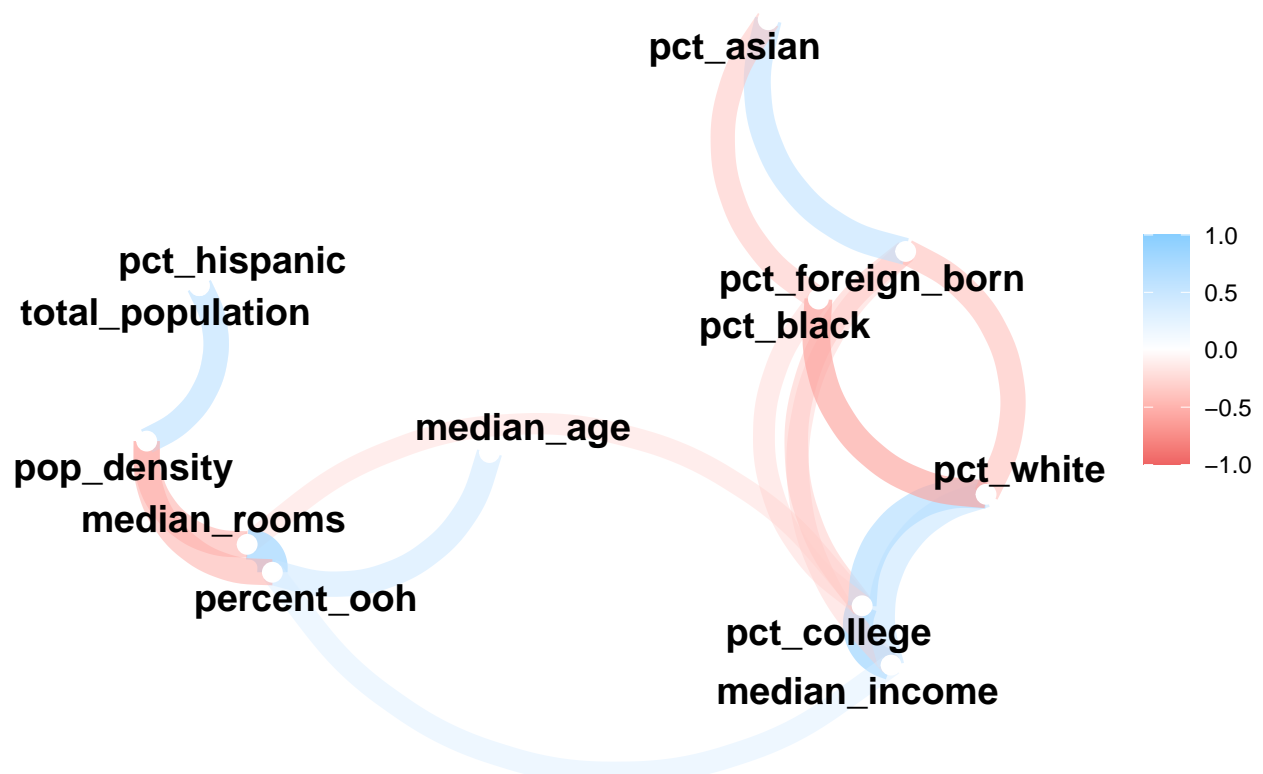 pct_asian
pct_hispanic
total_population
pct_foreign_born
pct_black
median_age
pop_density
pct_white
median_rooms
percent_ooh
pct_college
median_income
1.0
0.5
0.0
−0.5
−1.0